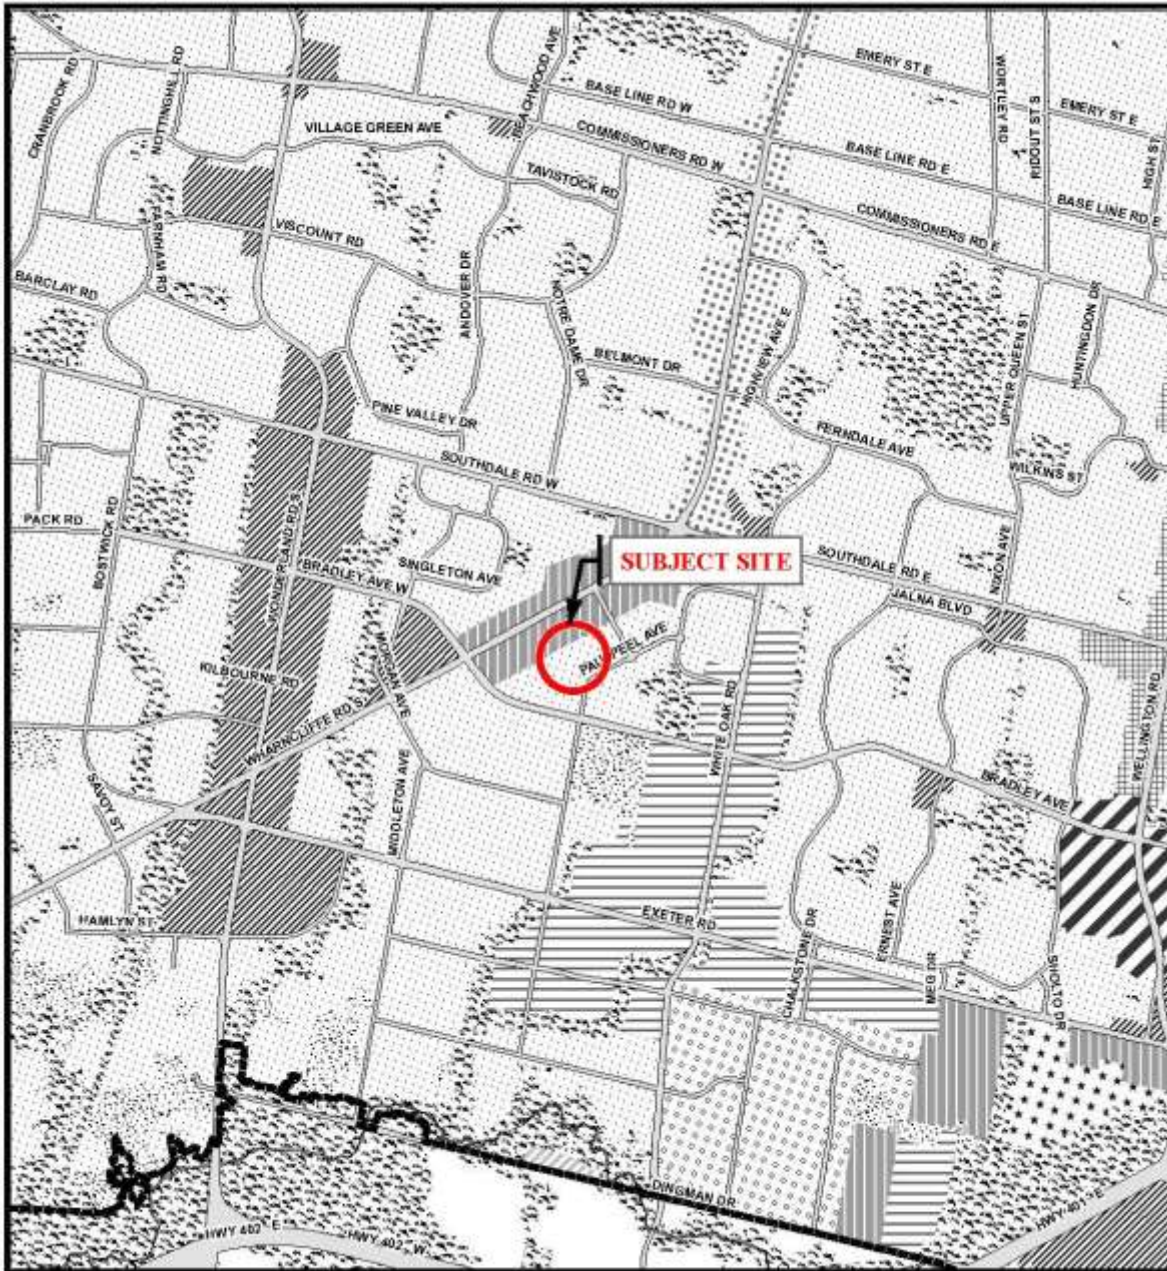 EMERY ST E
CRANBROOK RD
NOTTINGHILL RD
BEACHWOOD AVE
WORTLEY RD
RIDOUT ST S
EMERY ST E
HIGH ST
BASE LINE RD W
VILLAGE GREEN AVE
COMMISSIONERS RD W
BASE LINE RD E
TAVISTOCK RD
BASE LINE RD E
FARNHAM RD
VISCOUNT RD
COMMISSIONERS RD E
BARCLAY RD
ANDOVER DR
NOTRE DAME DR
HIGHVIEW AVE E
UPPER QUEEN ST
HUNTINGDON DR
BELMONT DR
PINE VALLEY DR
FERNDALE AVE
SOUTHDALE RD W
WILKINS ST
PACK RD
BOSTWICK RD
WONDERLAND RD S
NIXON AVE
BRADLEY AVE W
SINGLETON AVE
SUBJECT SITE
SOUTHDALE RD E
JALNA BLVD
MORGAN AVE
PAUL PEEL AVE
KILBOURNE RD
WHARNCLIFFE RD S
WHITE OAK RD
WELLINGTON RD
SAVOY ST
MIDDLETON AVE
BRADLEY AVE
HAMLYN ST
EXETER RD
CHALKSTONE DR
ERNEST AVE
MEG DR
SHOLTO DR
DINGMAN DR
HWY 402 E
HWY 402 W
HWY 401 E